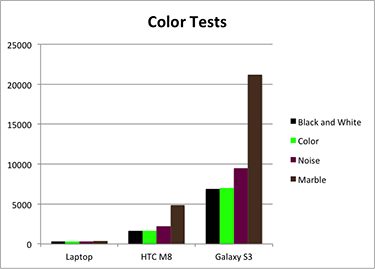 Color Tests
25000
20000
15000
10000
5000
0
Laptop HTC M8 Galaxy S3
Black and White
Color
Noise
Marble